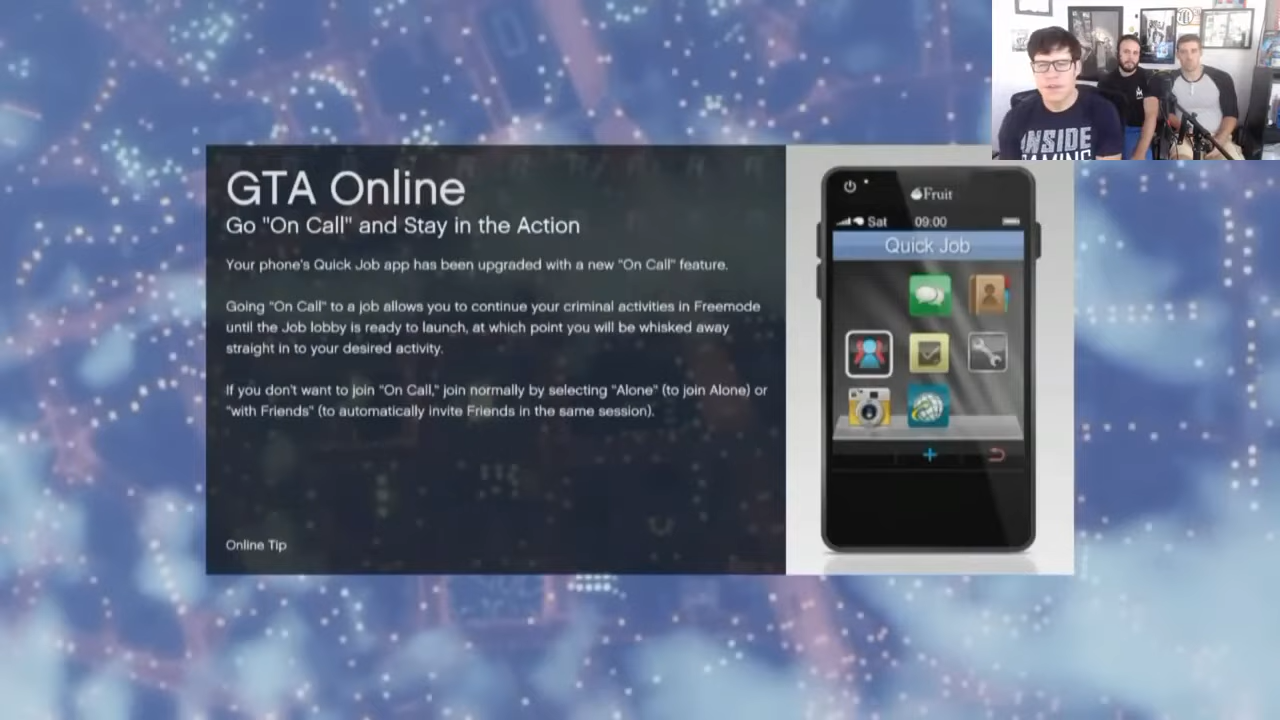 GTA Online
Go "On Call" and Stay in the Action
Your phone's Quick Job app has been upgraded with a new "On Call" feature.
Going "On Call" to a job allows you to continue your criminal activities in Freemode
until the Job lobby is ready to launch, at which point you will be whisked away
straight in to your desired activity.
If you don't want to join "On Call," join normally by selecting "Alone" (to join Alone) or
"with Friends" (to automatically invite Friends in the same session).
Online Tip
Fruit
Sat 09:00
Quick Job
INSIDE
GAMING